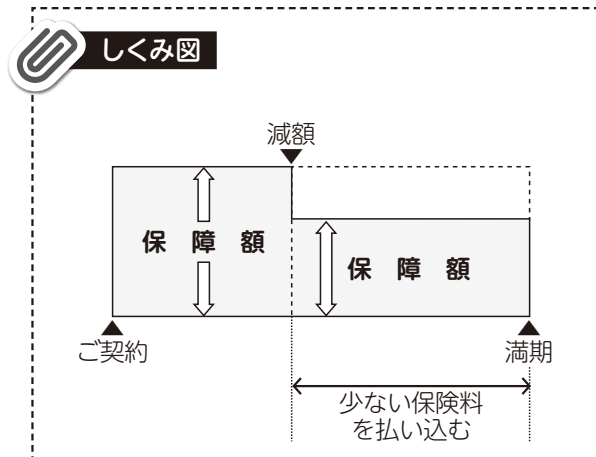 しくみ図
減額
保障額
保障額
ご契約
満期
少ない保険料
を払い込む